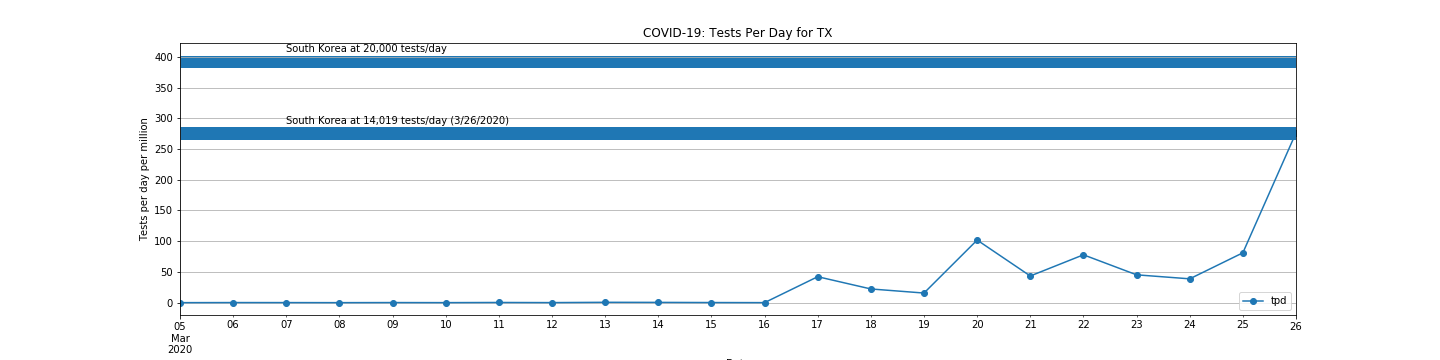 COVID-19: Tests Per Day for TX
South Korea at 20,000 tests/day
South Korea at 14,019 tests/day (3/26/2020)
Tests per day per million
400
350
300
250
200
150
100
50
0
tpd
05 06 07 08 09 10 11 12 13 14 15 16 17 18 19 20 21 22 23 24 25 26
Mar
2020